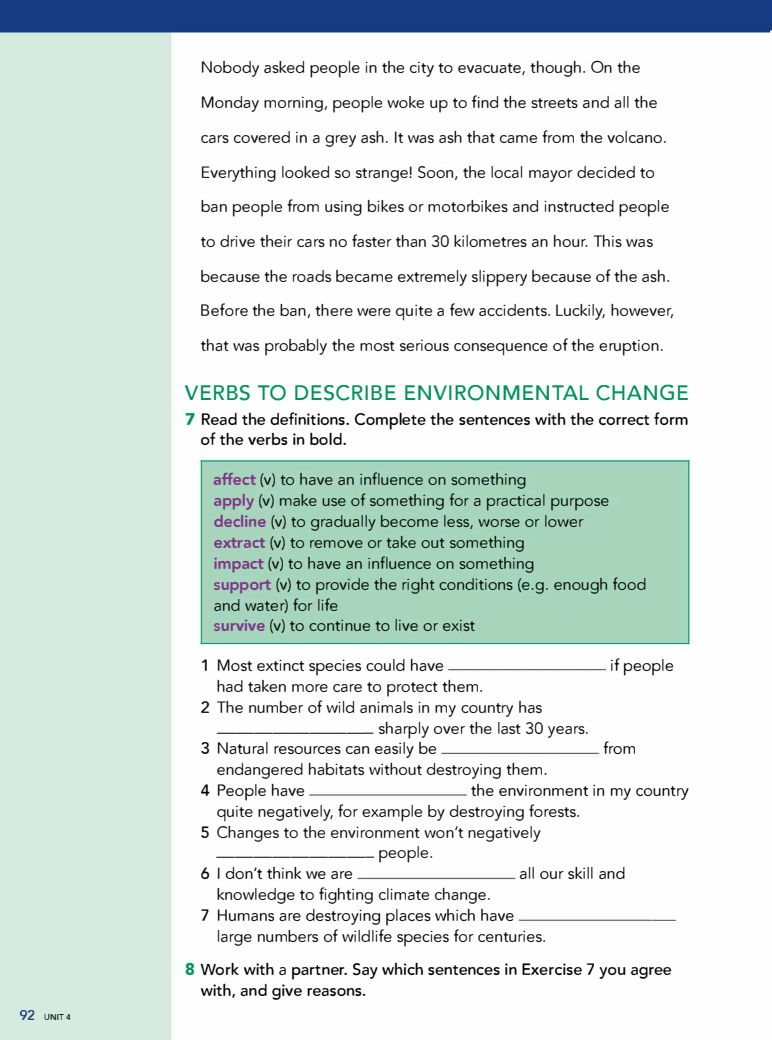 Nobody asked people in the city to evacuate, though. On the
Monday morning, people woke up to find the streets and all the
cars covered in a grey ash. It was ash that came from the volcano.
Everything looked so strange! Soon, the local mayor decided to
ban people from using bikes or motorbikes and instructed people
to drive their cars no faster than 30 kilometres an hour. This was
because the roads became extremely slippery because of the ash.
Before the ban, there were quite a few accidents. Luckily, however,
that was probably the most serious consequence of the eruption.
VERBS TO DESCRIBE ENVIRONMENTAL CHANGE
7 Read the definitions. Complete the sentences with the correct form
of the verbs in bold.
affect (v) to have an influence on something
apply (v) make use of something for a practical purpose
decline (v) to gradually become less, worse or lower
extract (v) to remove or take out something
impact (v) to have an influence on something
support (v) to provide the right conditions (e.g. enough food
and water) for life
survive (v) to continue to live or exist
1 Most extinct species could have ____________ if people
had taken more care to protect them.
2 The number of wild animals in my country has
____________ sharply over the last 30 years.
3 Natural resources can easily be ____________ from
endangered habitats without destroying them.
4 People have ____________ the environment in my country
quite negatively, for example by destroying forests.
5 Changes to the environment won't negatively
____________ people.
6 I don't think we are ____________ all our skill and
knowledge to fighting climate change.
7 Humans are destroying places which have ____________
large numbers of wildlife species for centuries.
8 Work with a partner. Say which sentences in Exercise 7 you agree
with, and give reasons.
92 UNIT 4